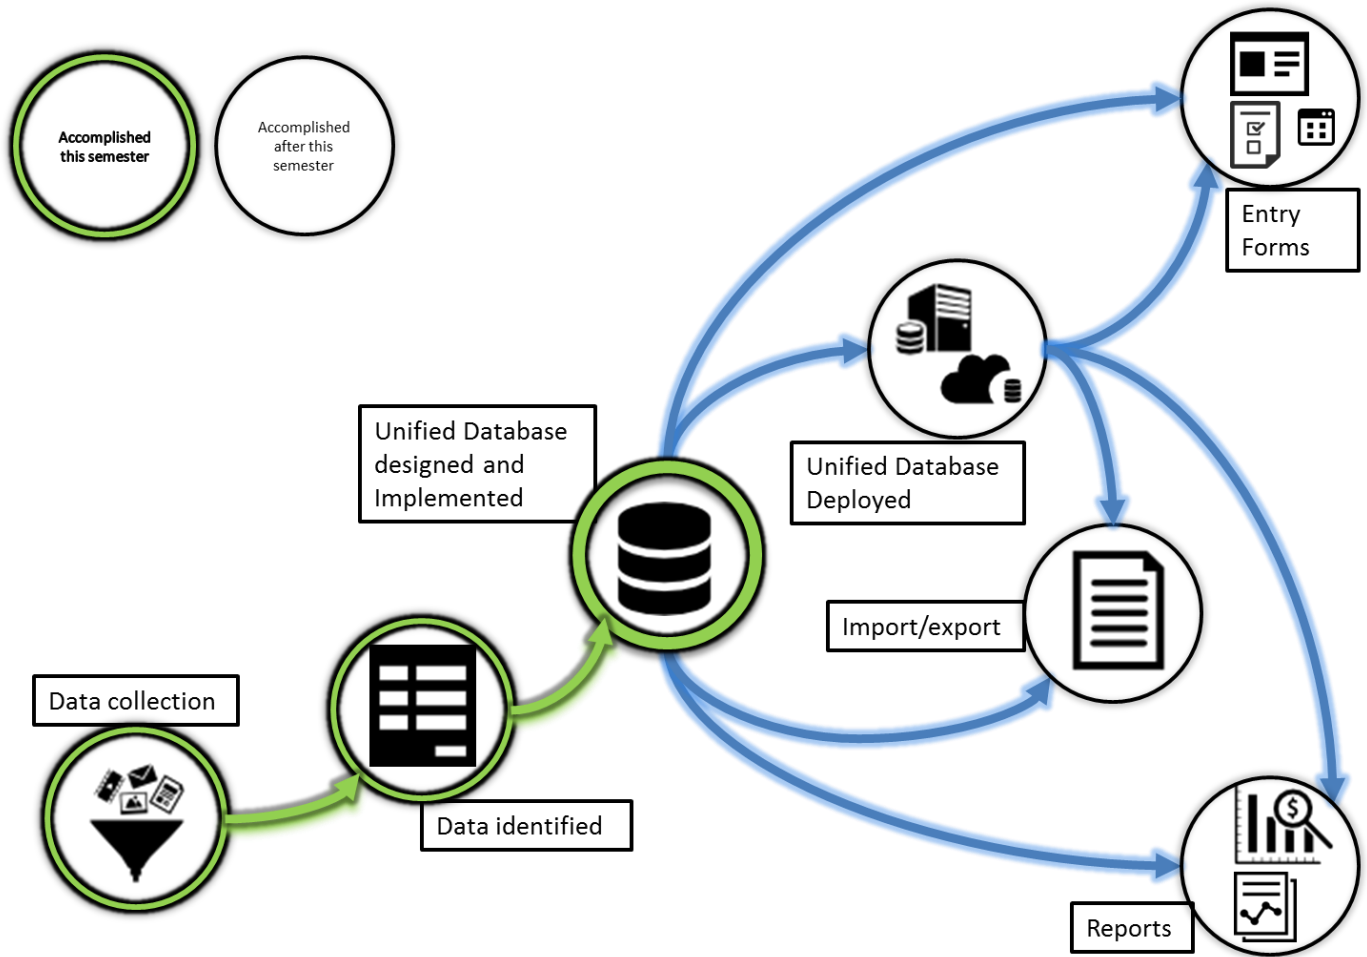 Accomplished
this semester
Accomplished
after this
semester
Entry
Forms
Unified Database
designed and
Implemented
Unified Database
Deployed
Import/export
Data collection
Data identified
Reports
$